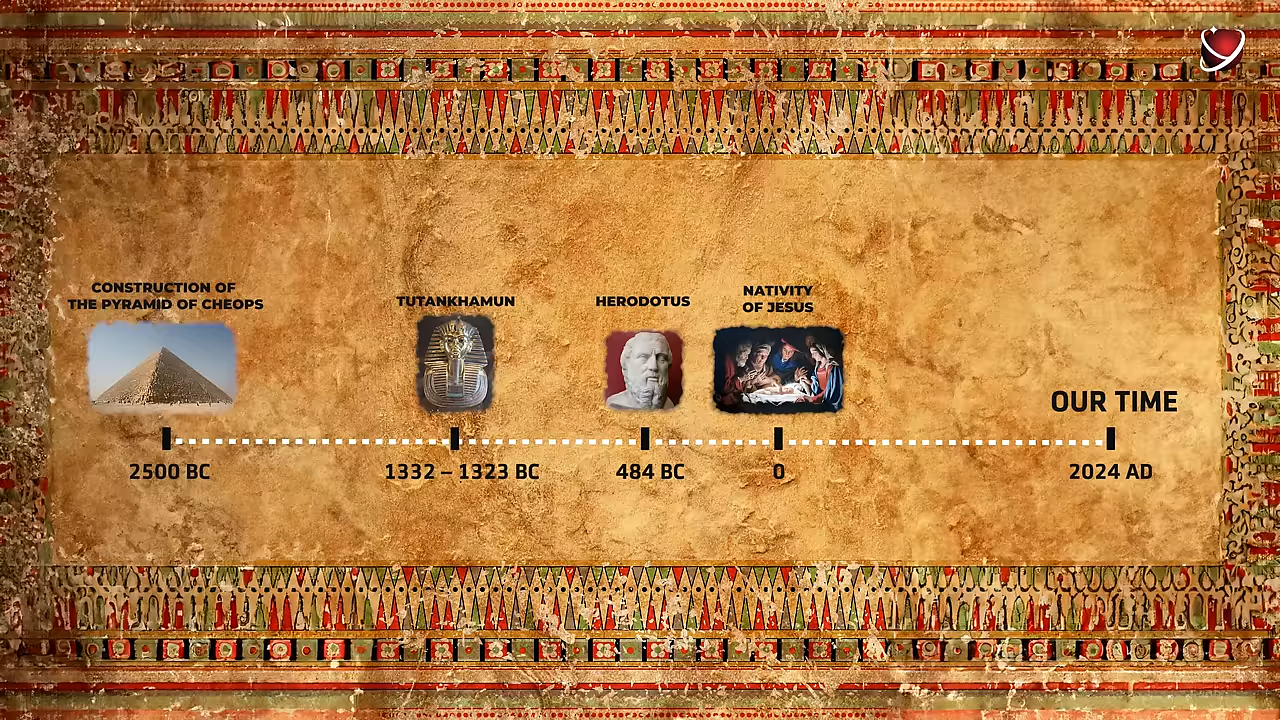 CONSTRUCTION OF
THE PYRAMID OF CHEOPS
TUTANKHAMUN
HERODOTUS
NATIVITY
OF JESUS
OUR TIME
2500 BC
1332 – 1323 BC
484 BC
0
2024 AD